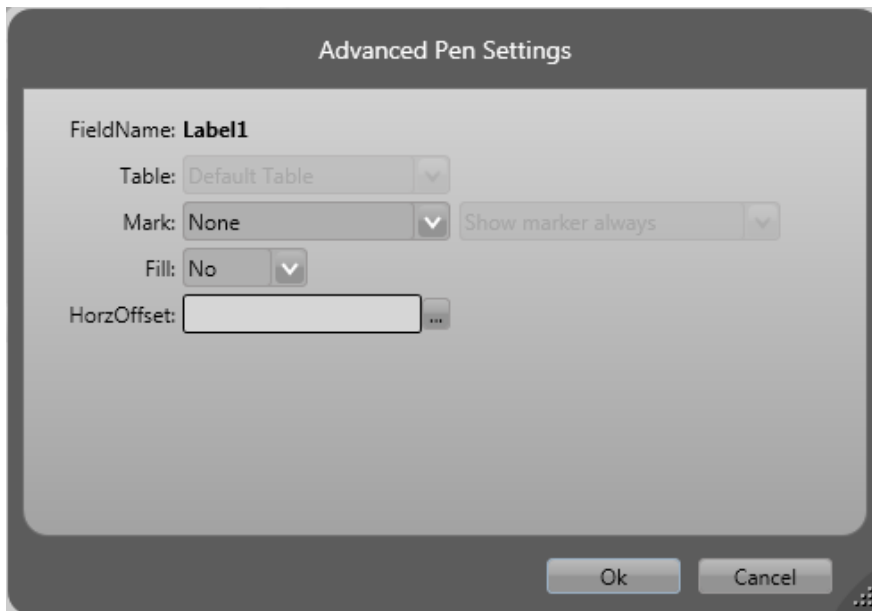 Advanced Pen Settings
FieldName: Label1
Table: Default Table
Mark: None Show marker always
Fill: No
HorzOffset: ...
Ok Cancel